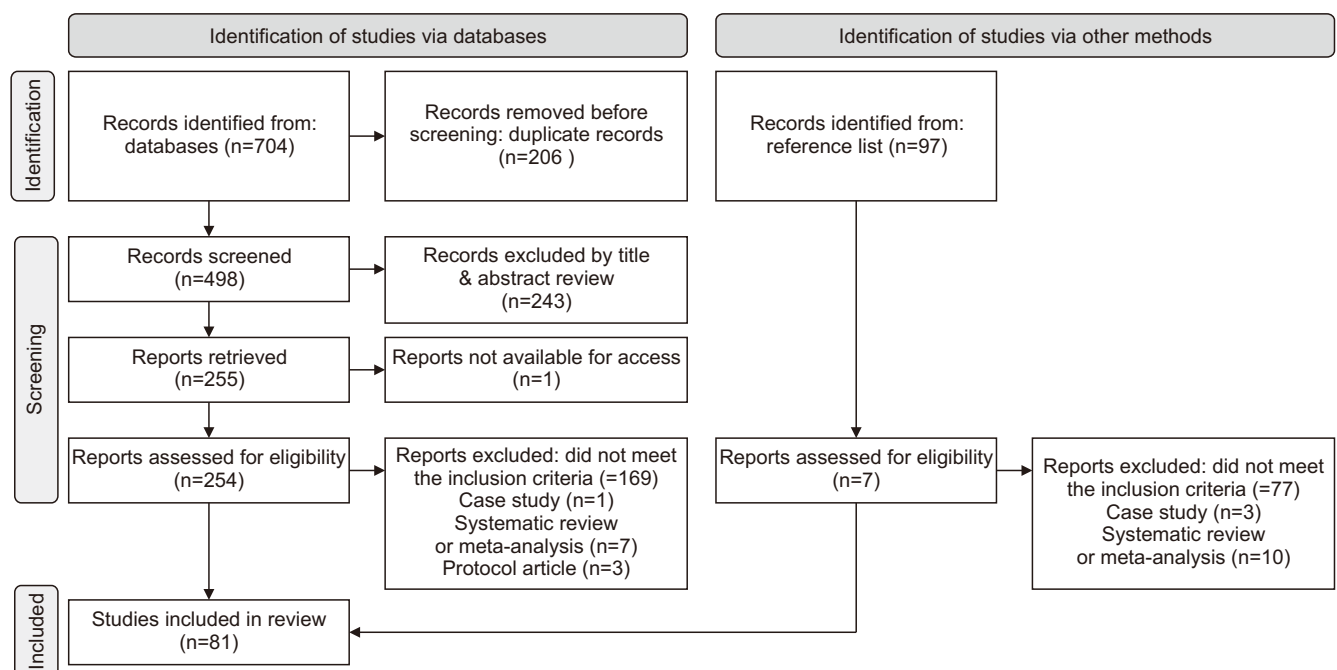 Identification of studies via databases
Identification of studies via other methods
Identification
Records identified from:
databases (n=704)
Records removed before
screening: duplicate records
(n=206 )
Records identified from:
reference list (n=97)
Screening
Records screened
(n=498)
Records excluded by title
& abstract review
(n=243)
Reports retrieved
(n=255)
Reports not available for access
(n=1)
Reports assessed for eligibility
(n=254)
Reports excluded: did not meet
the inclusion criteria (=169)
Case study (n=1)
Systematic review
or meta-analysis (n=7)
Protocol article (n=3)
Reports assessed for eligibility
(n=7)
Reports excluded: did not meet
the inclusion criteria (=77)
Case study (n=3)
Systematic review
or meta-analysis (n=10)
Included
Studies included in review
(n=81)